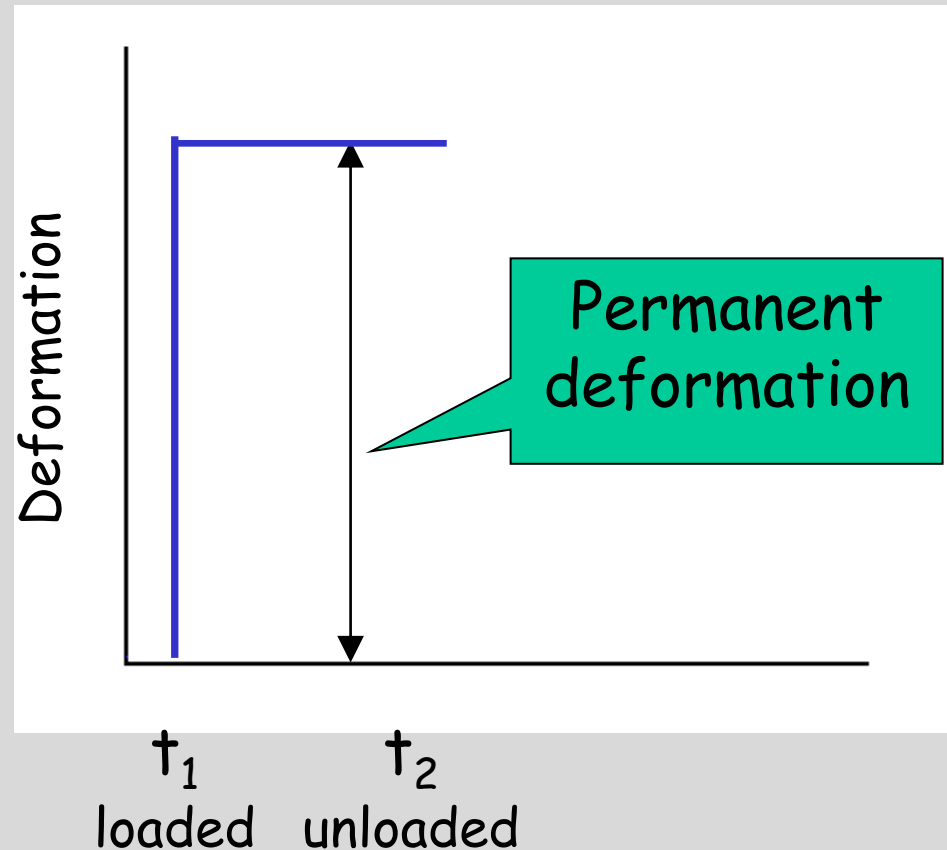 Deformation
Permanent
deformation
t₁ t₂
loaded unloaded